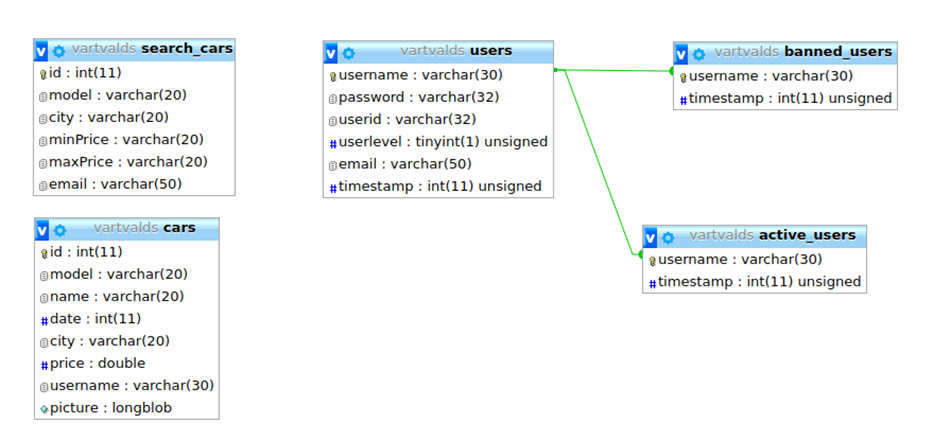 vartvalds search_cars
id : int(11)
model : varchar(20)
city : varchar(20)
minPrice : varchar(20)
maxPrice : varchar(20)
email : varchar(50)
vartvalds cars
id : int(11)
model : varchar(20)
name : varchar(20)
date : int(11)
city : varchar(20)
price : double
username : varchar(30)
picture : longblob
vartvalds users
username : varchar(30)
password : varchar(32)
userid : varchar(32)
userlevel : tinyint(1) unsigned
email : varchar(50)
timestamp : int(11) unsigned
vartvalds banned_users
username : varchar(30)
timestamp : int(11) unsigned
vartvalds active_users
username : varchar(30)
timestamp : int(11) unsigned